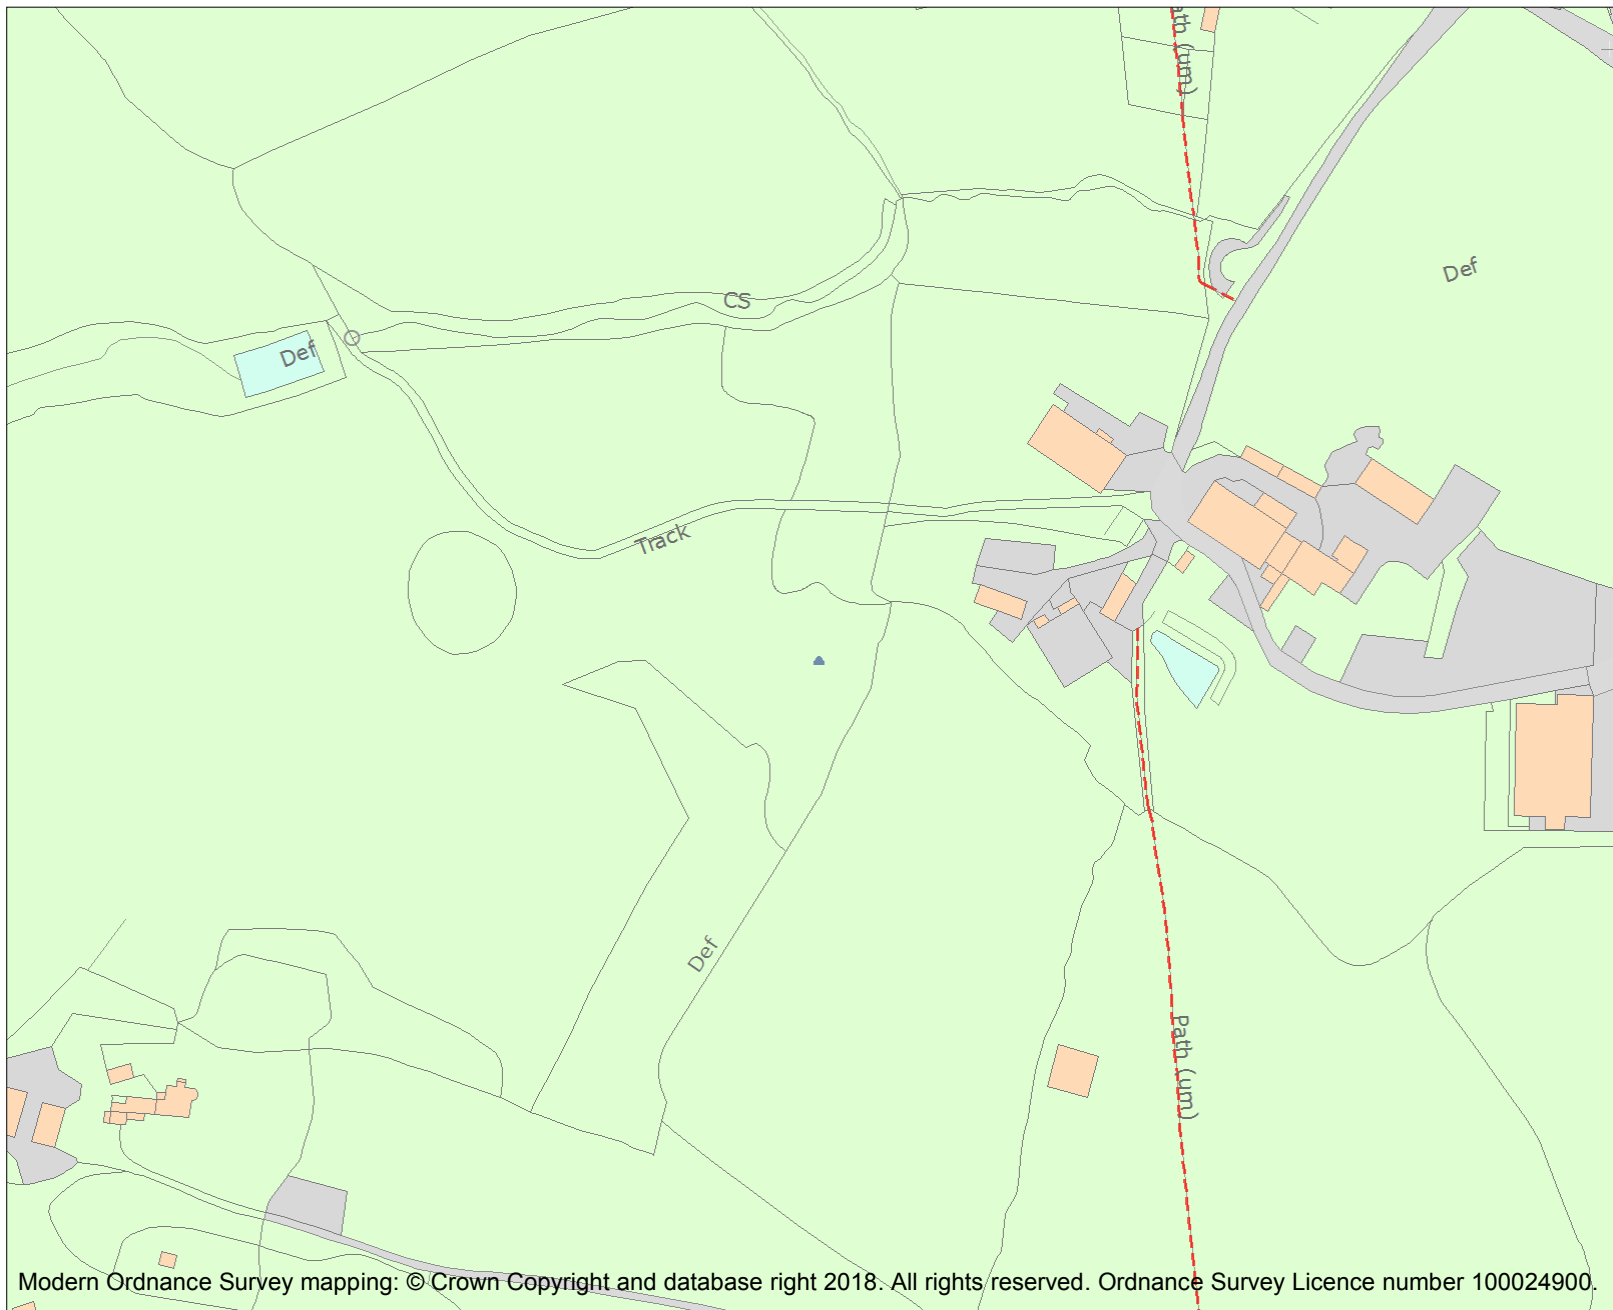 ath (um)
Def
CS
Def
Track
Def
Path (um)
Modern Ordnance Survey mapping: © Crown Copyright and database right 2018. All rights reserved. Ordnance Survey Licence number 100024900.